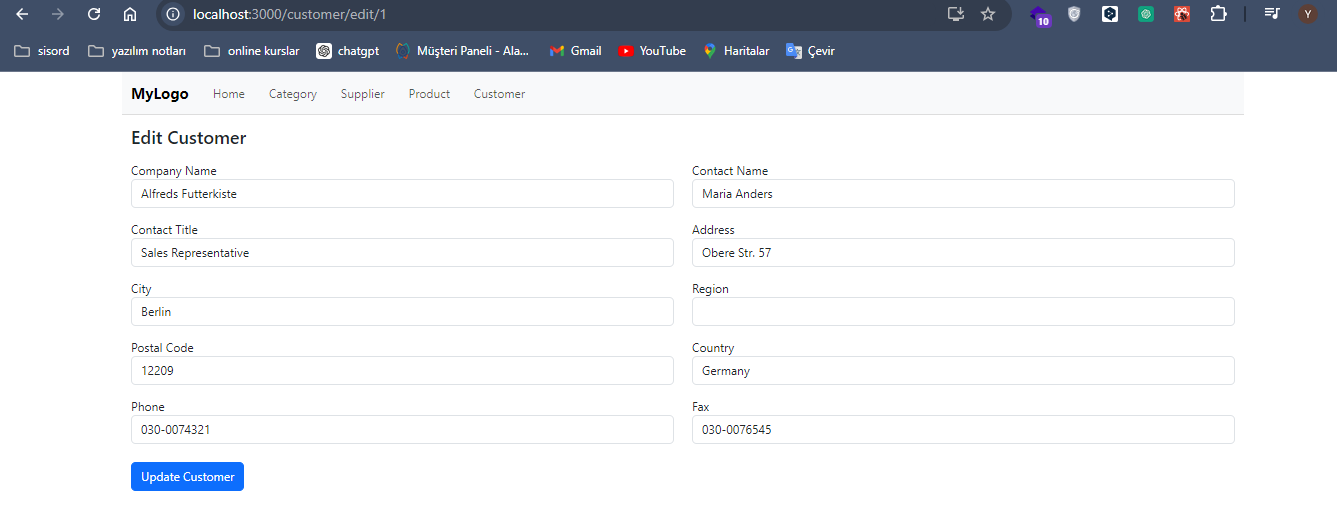 localhost:3000/customer/edit/1
10
Y
sisord yazılım notları online kurslar chatgpt Müşteri Paneli - Ala... Gmail YouTube Haritalar Çevir
MyLogo Home Category Supplier Product Customer
Edit Customer
Company Name Contact Name
Alfreds Futterkiste Maria Anders
Contact Title Address
Sales Representative Obere Str. 57
City Region
Berlin
Postal Code Country
12209 Germany
Phone Fax
030-0074321 030-0076545
Update Customer